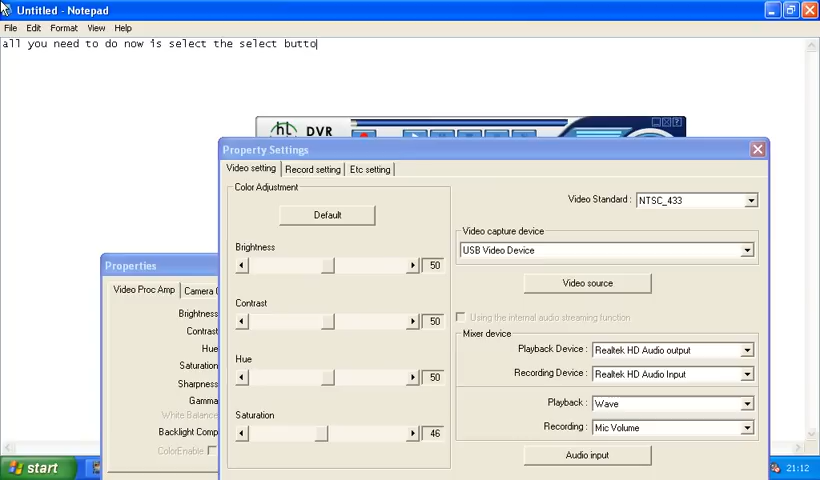 Untitled - Notepad
File Edit Format View Help
all you need to do now is select the select butto
hL DVR
Property Settings
Video setting Record setting Etc setting
Color Adjustment
Default
Brightness
50
Contrast
50
Hue
50
Saturation
46
Video Standard : NTSC_433
Video capture device
USB Video Device
Video source
Using the internal audio streaming function
Mixer device
Playback Device : Realtek HD Audio output
Recording Device : Realtek HD Audio Input
Playback : Wave
Recording : Mic Volume
Audio input
Properties
Video Proc Amp Camera
Brightness
Contrast
Hue
Saturation
Sharpness
Gamma
White Balance
Backlight Comp
ColorEnable
start
21:12